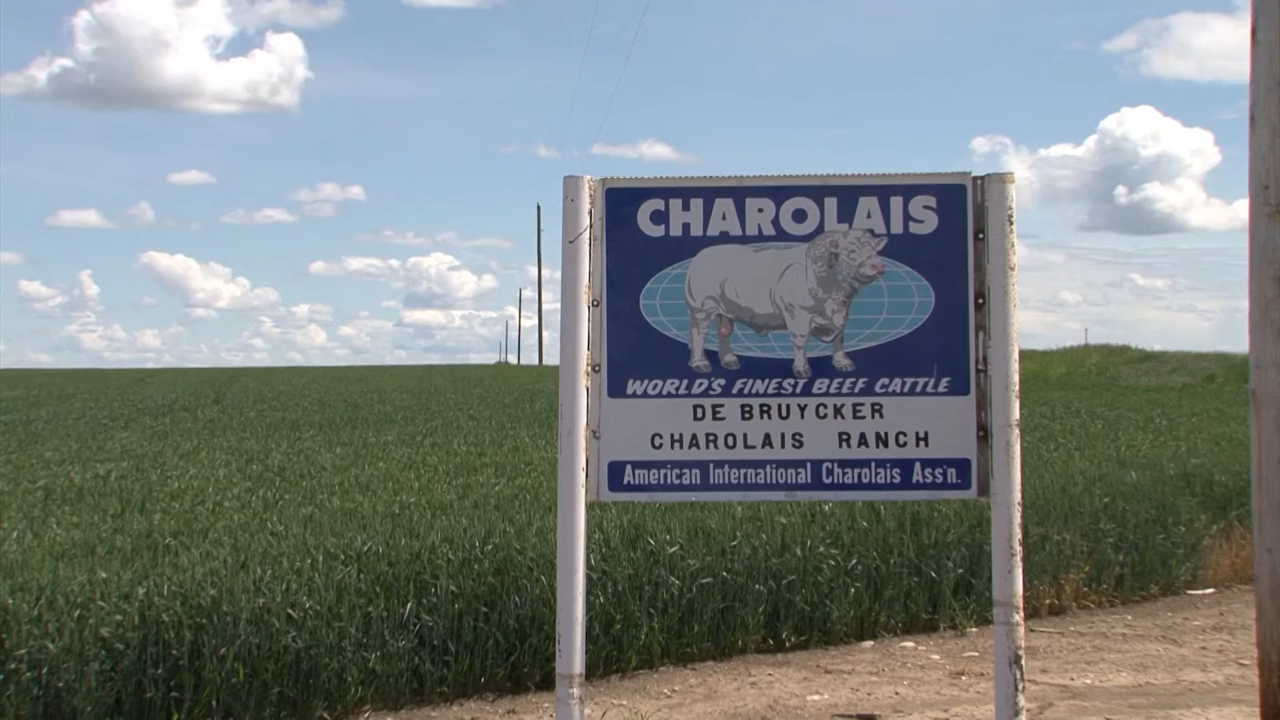 CHAROLAIS
WORLD'S FINEST BEEF CATTLE
DE BRUYCKER
CHAROLAIS RANCH
American International Charolais Ass'n.